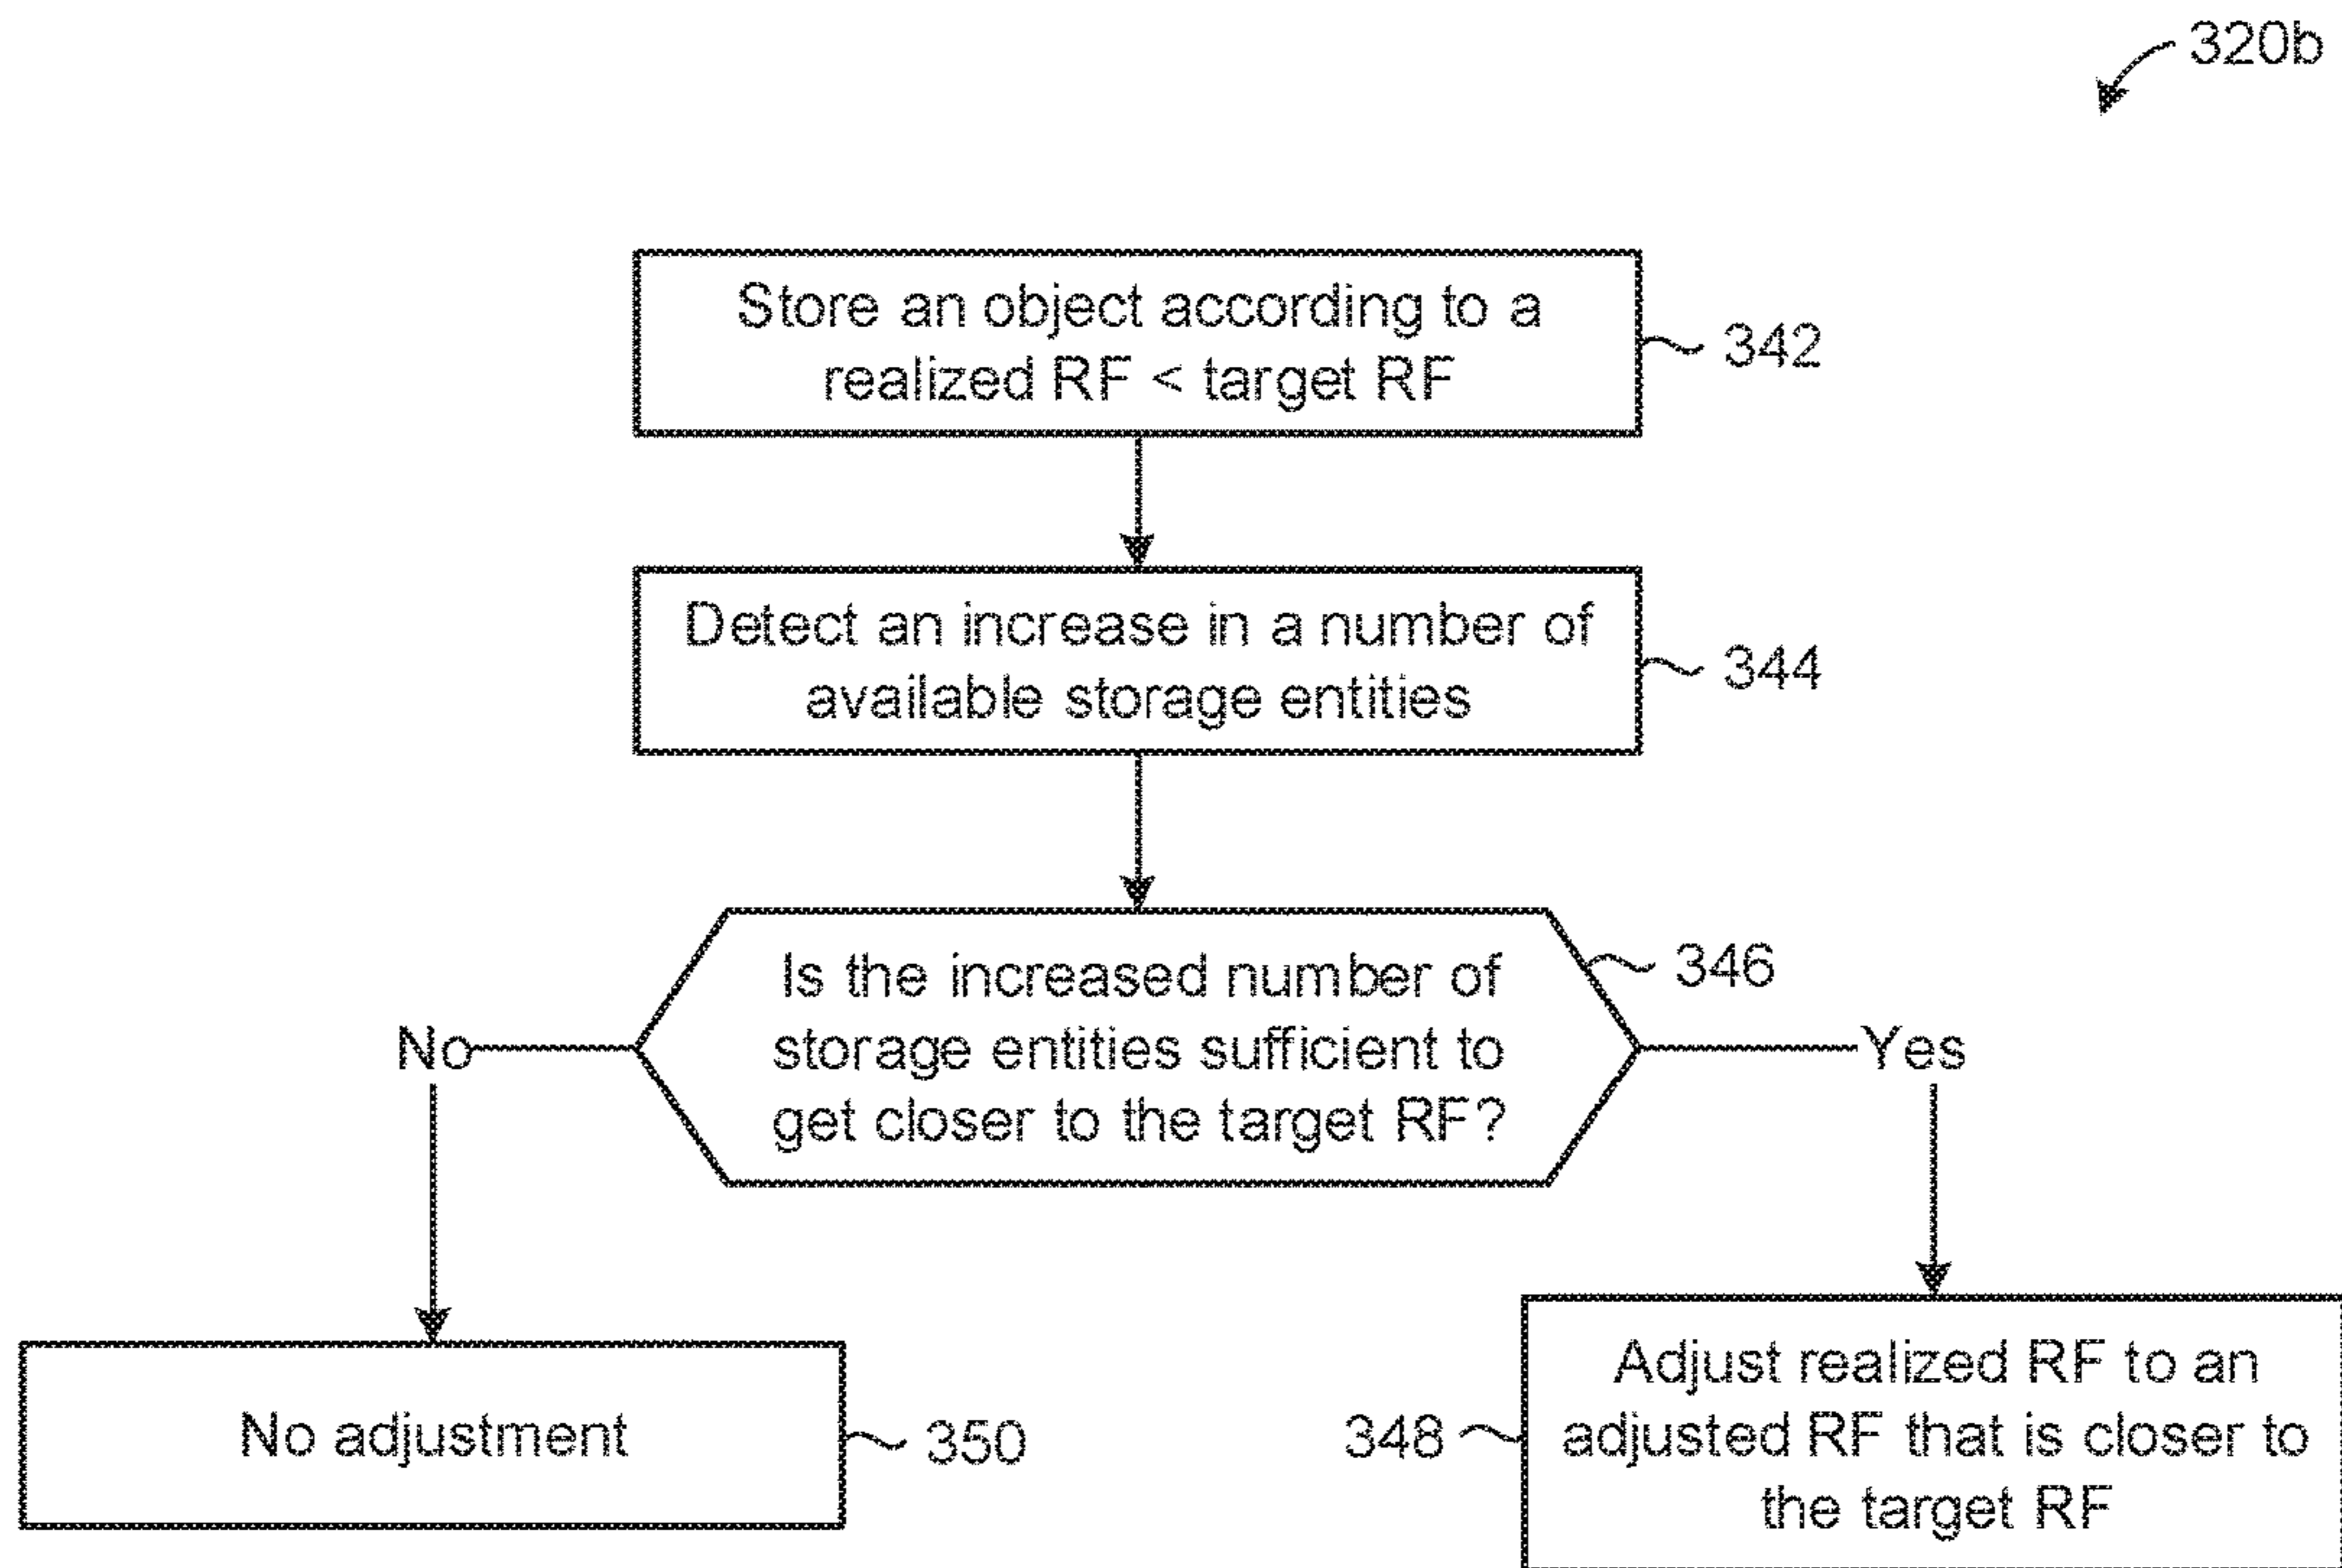 320b
Store an object according to a
realized RF < target RF
342
Detect an increase in a number of
available storage entities
344
Is the increased number of
storage entities sufficient to
get closer to the target RF?
346
No
Yes
No adjustment
350
348
Adjust realized RF to an
adjusted RF that is closer to
the target RF